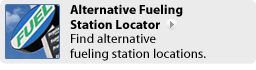 FUEL
Alternative Fueling
Station Locator
Find alternative
fueling station locations.